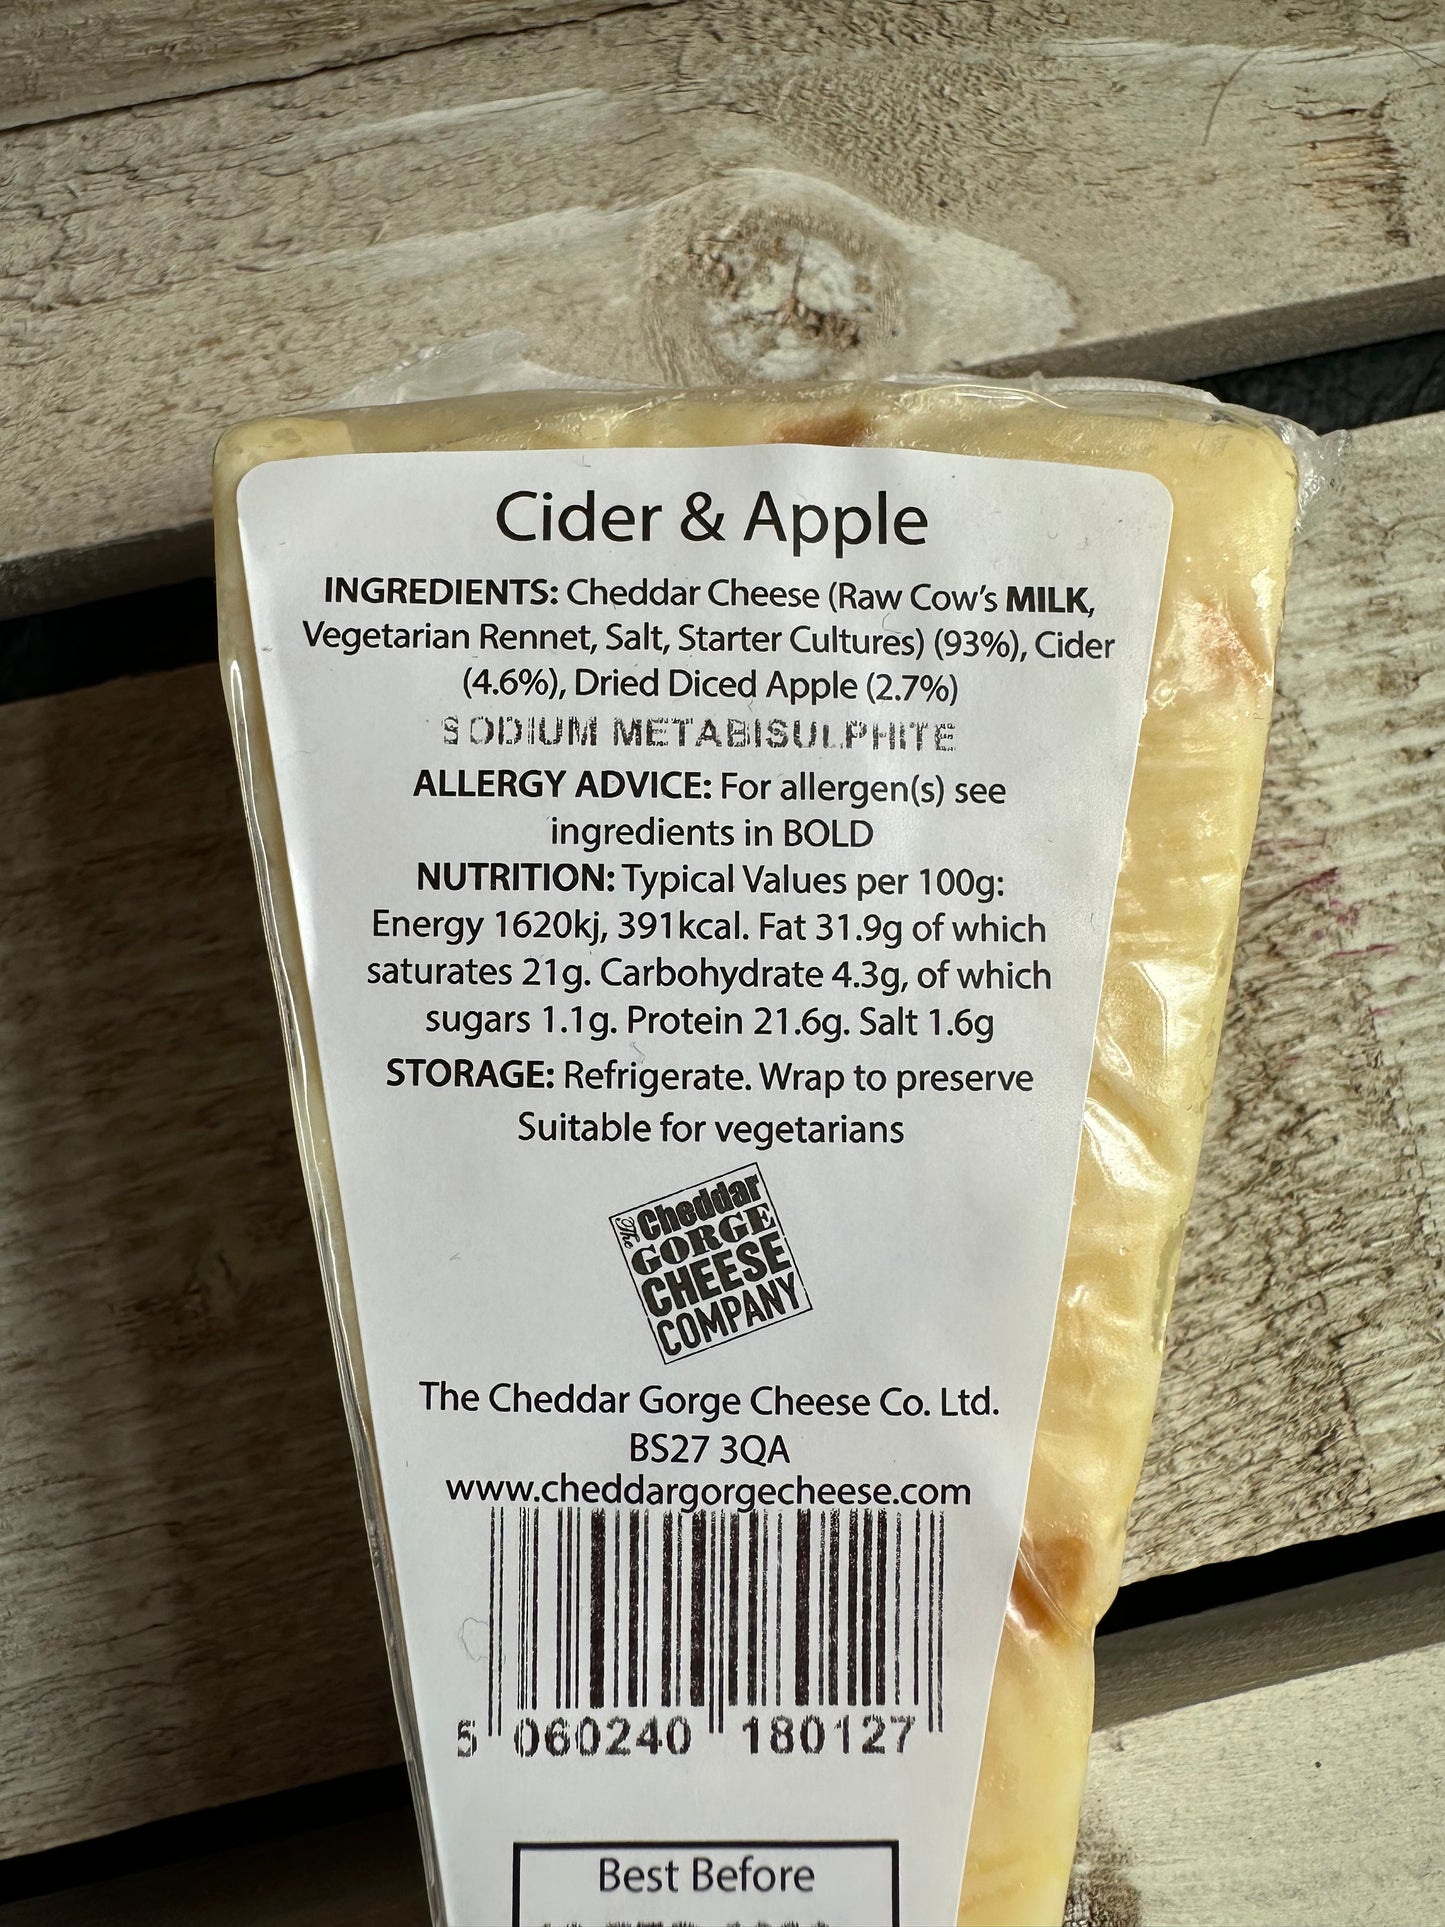 Cider & Apple
INGREDIENTS: Cheddar Cheese (Raw Cow's MILK,
Vegetarian Rennet, Salt, Starter Cultures) (93%), Cider
(4.6%), Dried Diced Apple (2.7%)
SODIUM METABISULPHITE
ALLERGY ADVICE: For allergen(s) see
ingredients in BOLD
NUTRITION: Typical Values per 100g:
Energy 1620kj, 391kcal. Fat 31.9g of which
saturates 21g. Carbohydrate 4.3g, of which
sugars 1.1g. Protein 21.6g. Salt 1.6g
STORAGE: Refrigerate. Wrap to preserve
Suitable for vegetarians
The Cheddar
GORGE
CHEESE
COMPANY
The Cheddar Gorge Cheese Co. Ltd.
BS27 3QA
www.cheddargorgecheese.com
5 060240 180127
Best Before